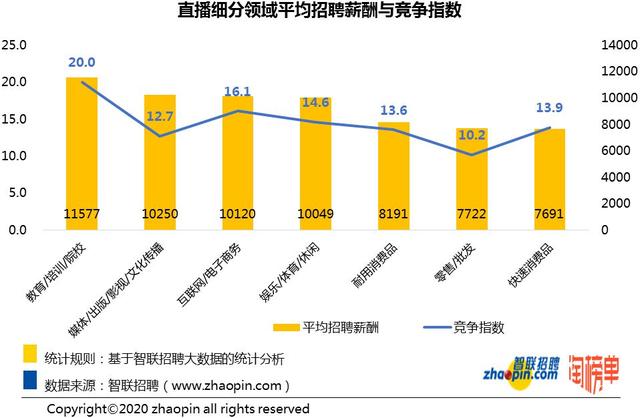 直播细分领域平均招聘薪酬与竞争指数
25.0
20.0
15.0
10.0
5.0
0.0
14000
12000
10000
8000
6000
4000
2000
0
20.0
12.7
16.1
14.6
13.6
10.2
13.9
11577
10250
10120
10049
8191
7722
7691
教育/培训/院校
媒体/出版/影视/文化传播
互联网/电子商务
娱乐/体育/休闲
耐用消费品
零售/批发
快速消费品
平均招聘薪酬
竞争指数
统计规则：基于智联招聘大数据的统计分析
数据来源：智联招聘（www.zhaopin.com）
智联招聘
zhaopin.com
淘榜单
Copyright©2020 zhaopin all rights reserved